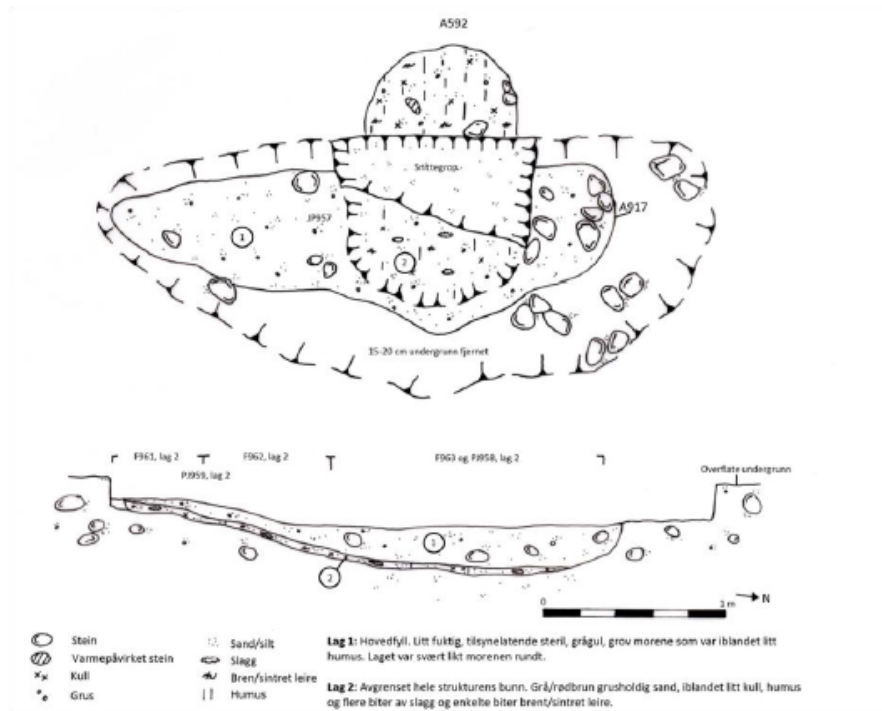 A592
Snittegrop
A917
JP957
1
2
15-20 cm undergrunn fjernet
F961, lag 2
F962, lag 2
F963 og PJ958, lag 2
PJ959, lag 2
Overflate undergrunn
1
2
0
1 m
N
Stein
Varmepåvirket stein
Kull
Grus
Sand/silt
Slagg
Bren/sintret leire
Humus
Lag 1: Hovedfyll. Litt fuktig, tilsynelatende steril, grågul, grov morene som var iblandet litt
humus. Laget var svært likt morenen rundt.
Lag 2: Avgrenset hele strukturens bunn. Grå/rødbrun grusholdig sand, iblandet litt kull, humus
og flere biter av slagg og enkelte biter brent/sintret leire.